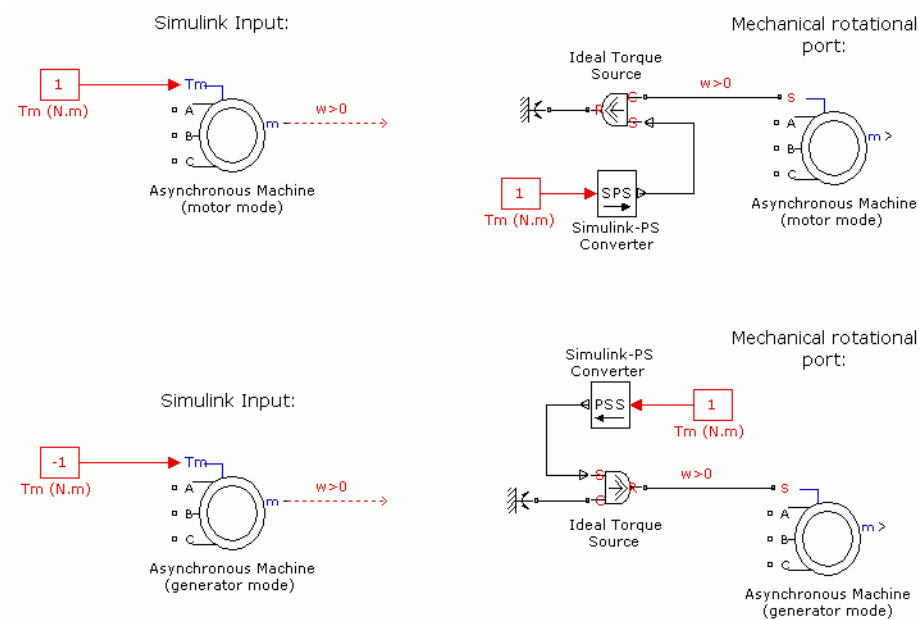 Simulink Input:
1
Tm (N.m)
Tm
A
B
C
m
w>0
Asynchronous Machine
(motor mode)
Mechanical rotational
port:
Ideal Torque
Source
R
C
S
w>0
S
A
B
C
m
1
Tm (N.m)
SPS
Simulink-PS
Converter
Asynchronous Machine
(motor mode)
Simulink Input:
-1
Tm (N.m)
Tm
A
B
C
m
w>0
Asynchronous Machine
(generator mode)
Mechanical rotational
port:
Simulink-PS
Converter
PSS
1
Tm (N.m)
S
C
R
w>0
Ideal Torque
Source
S
A
B
C
m
Asynchronous Machine
(generator mode)